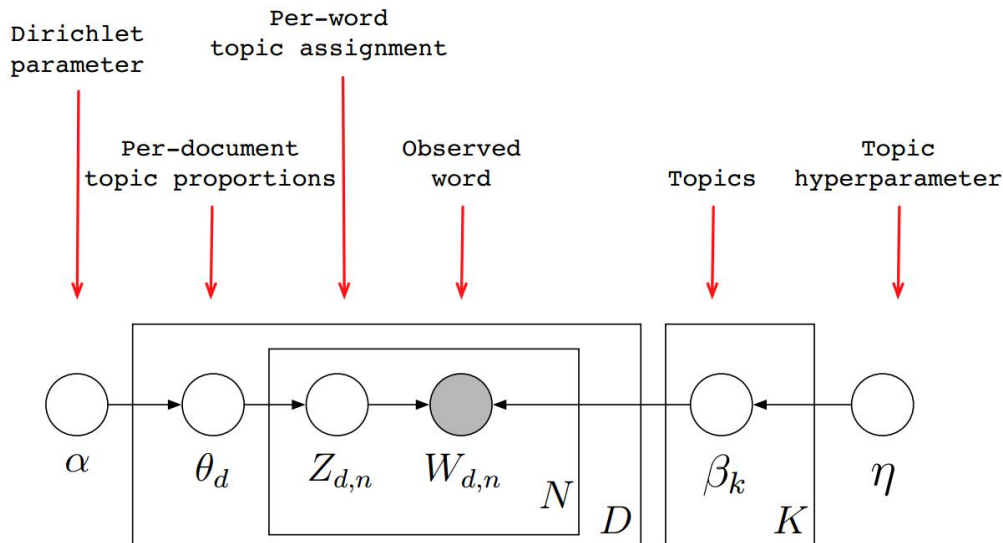 Per-word
topic assignment
Dirichlet
parameter
Per-document
topic proportions
Observed
word
Topics
Topic
hyperparameter
α
θd
Zd,n
Wd,n
N
D
βk
K
η